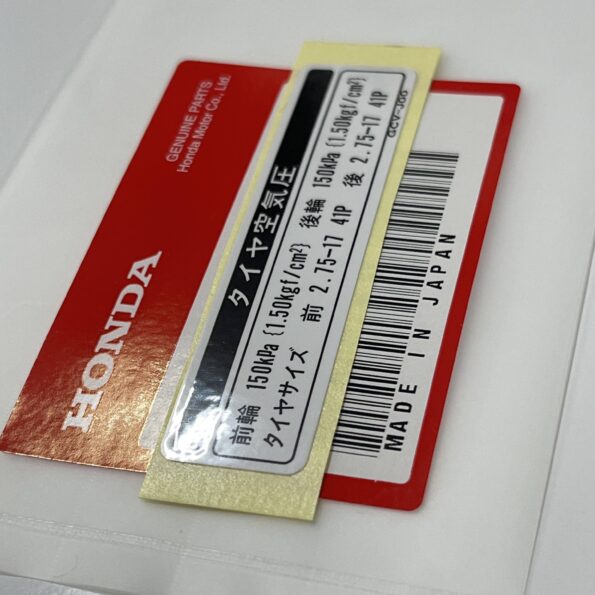 GENUINE PARTS
Honda Motor Co., Ltd.
HONDA
タイヤ空気圧
前輪 150kPa {1.50kgf/cm²} 後輪 150kPa {1.50kgf/cm²}
タイヤサイズ 前 2.75-17 41P 後 2.75-17 41P
GCV-J00
MADE IN JAPAN